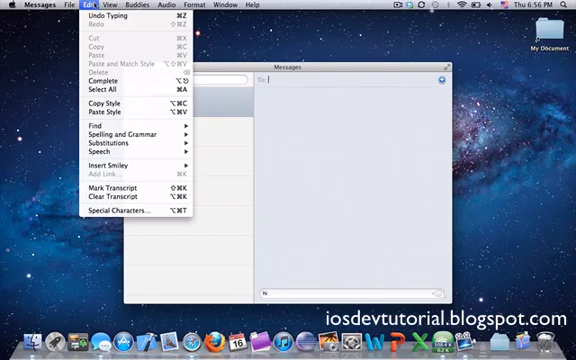 Messages File Edit View Buddies Audio Format Window Help Thu 6:56 PM
Undo Typing ⌘Z
Redo ⇧⌘Z
Cut ⌘X
Copy ⌘C
Paste ⌘V
Paste and Match Style ⌥⇧⌘V
Delete
Complete ⌥⎋
Select All ⌘A
Copy Style ⌥⌘C
Paste Style ⌥⌘V
Find
Spelling and Grammar
Substitutions
Speech
Insert Smiley
Add Link... ⌘K
Mark Transcript ⇧⌘K
Clear Transcript ⌥⌘K
Special Characters... ⌥⌘T
Messages
To:
hi
My Document
iosdevtutorial.blogspot.com
16